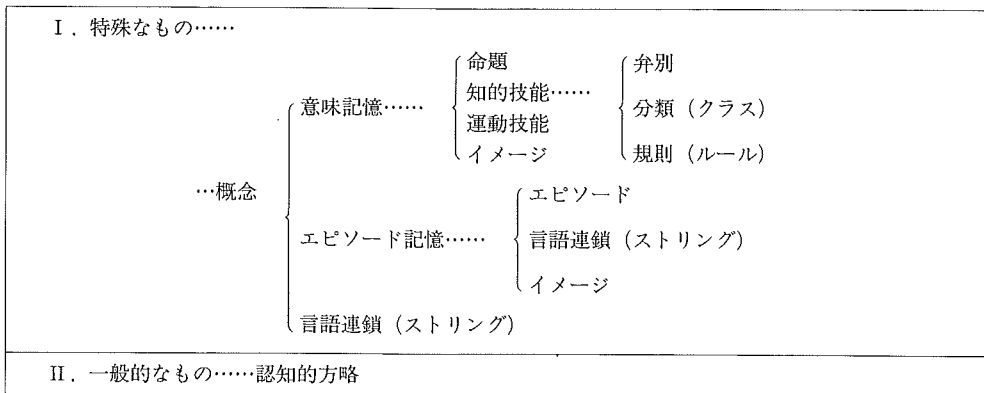 I．特殊なもの……
命題
知的技能……
運動技能
イメージ
弁別
分類（クラス）
規則（ルール）
意味記憶……
…概念
エピソード記憶……
エピソード
言語連鎖（ストリング）
イメージ
言語連鎖（ストリング）
II．一般的なもの……認知的方略